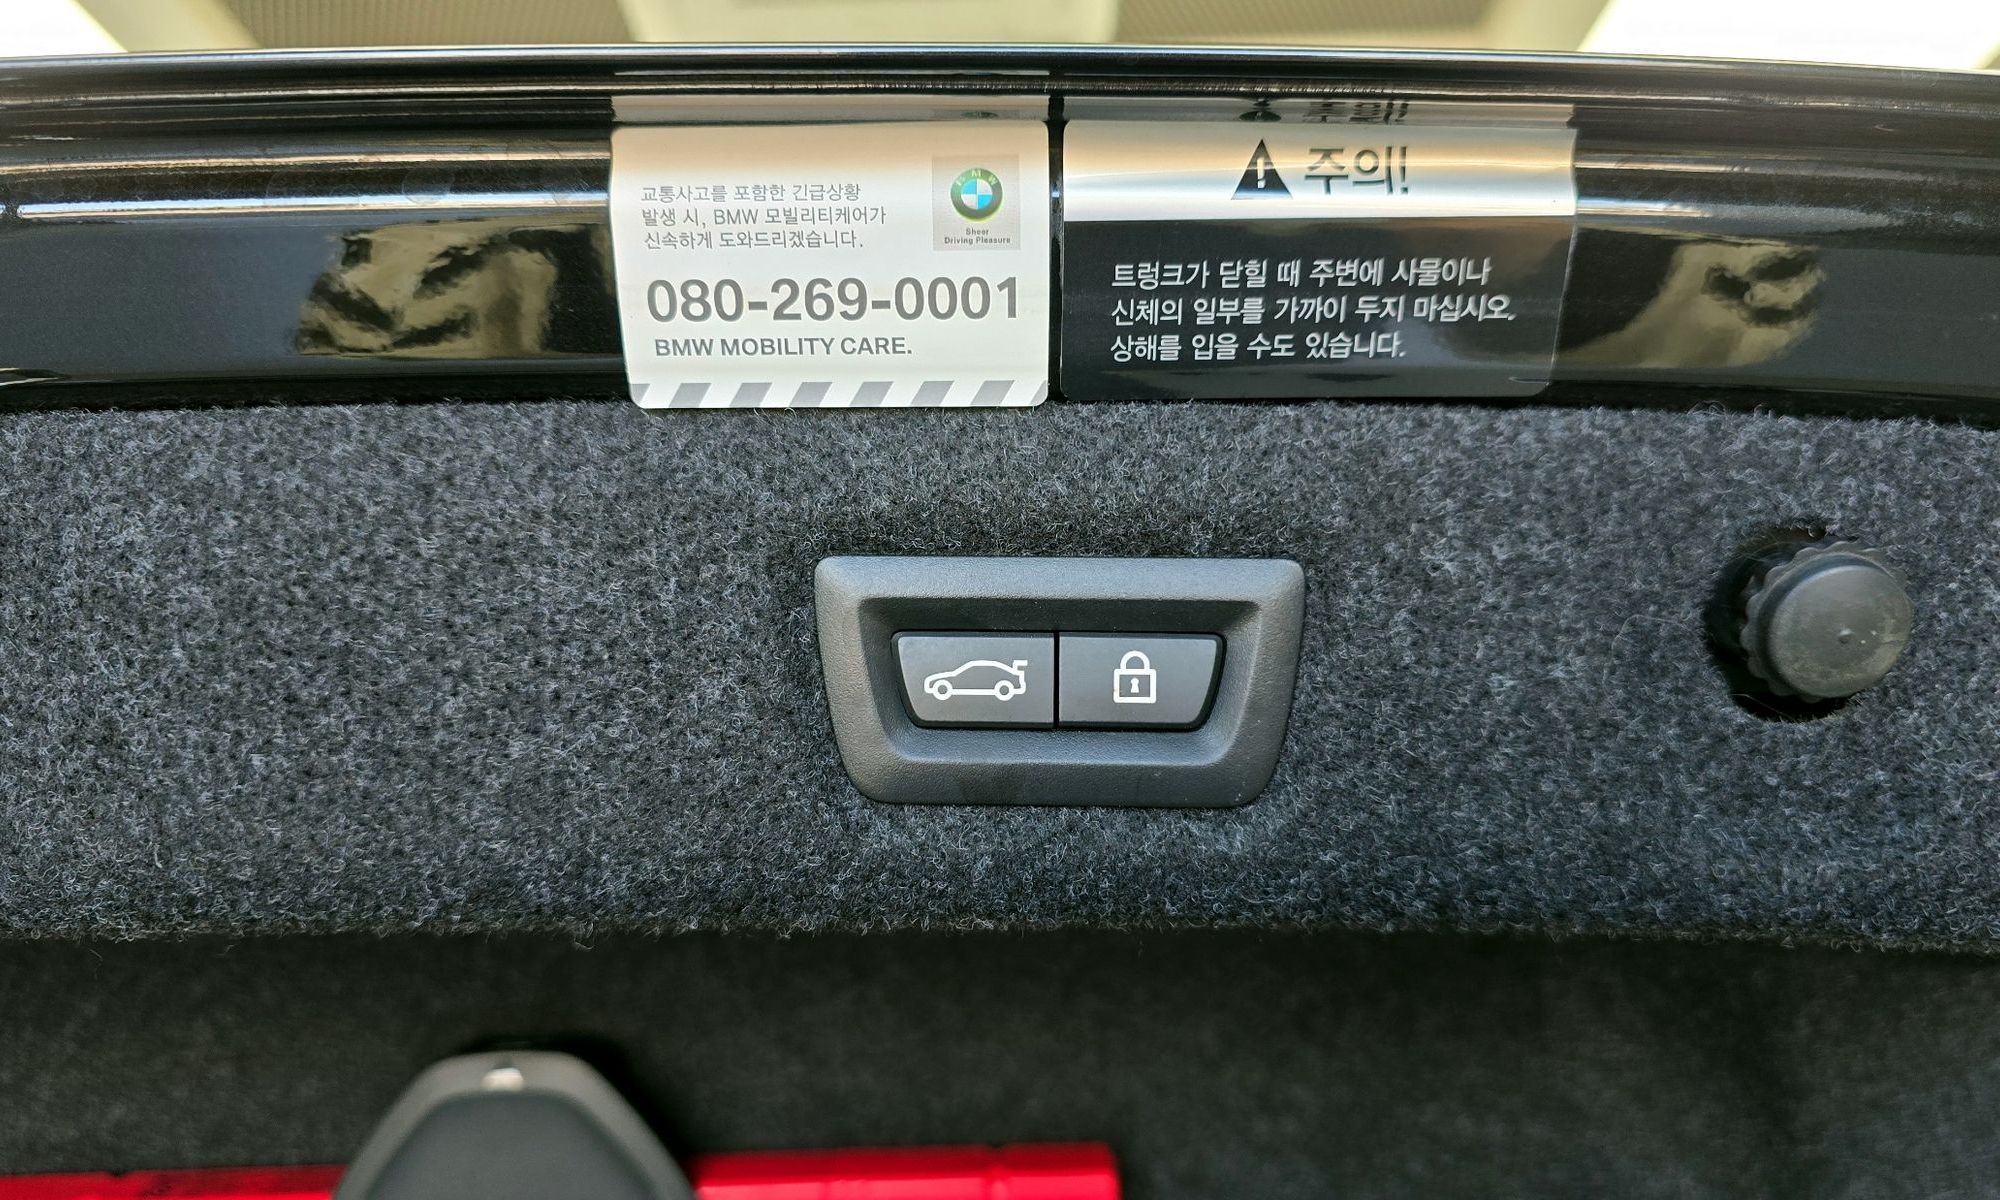 교통사고를 포함한 긴급상황
발생 시, BMW 모빌리티케어가
신속하게 도와드리겠습니다.
BMW
Sheer
Driving Pleasure
080-269-0001
BMW MOBILITY CARE.
주의!
트렁크가 닫힐 때 주변에 사물이나
신체의 일부를 가까이 두지 마십시오.
상해를 입을 수도 있습니다.